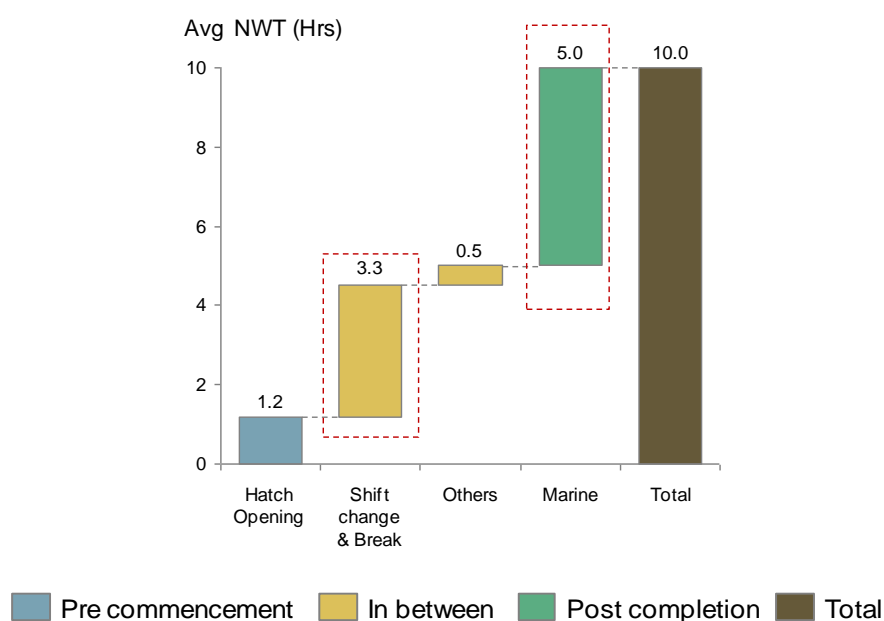 Avg NWT (Hrs)
10
8
6
4
2
0
1.2
3.3
0.5
5.0
10.0
Hatch
Opening
Shift
change
& Break
Others
Marine
Total
Pre commencement
In between
Post completion
Total